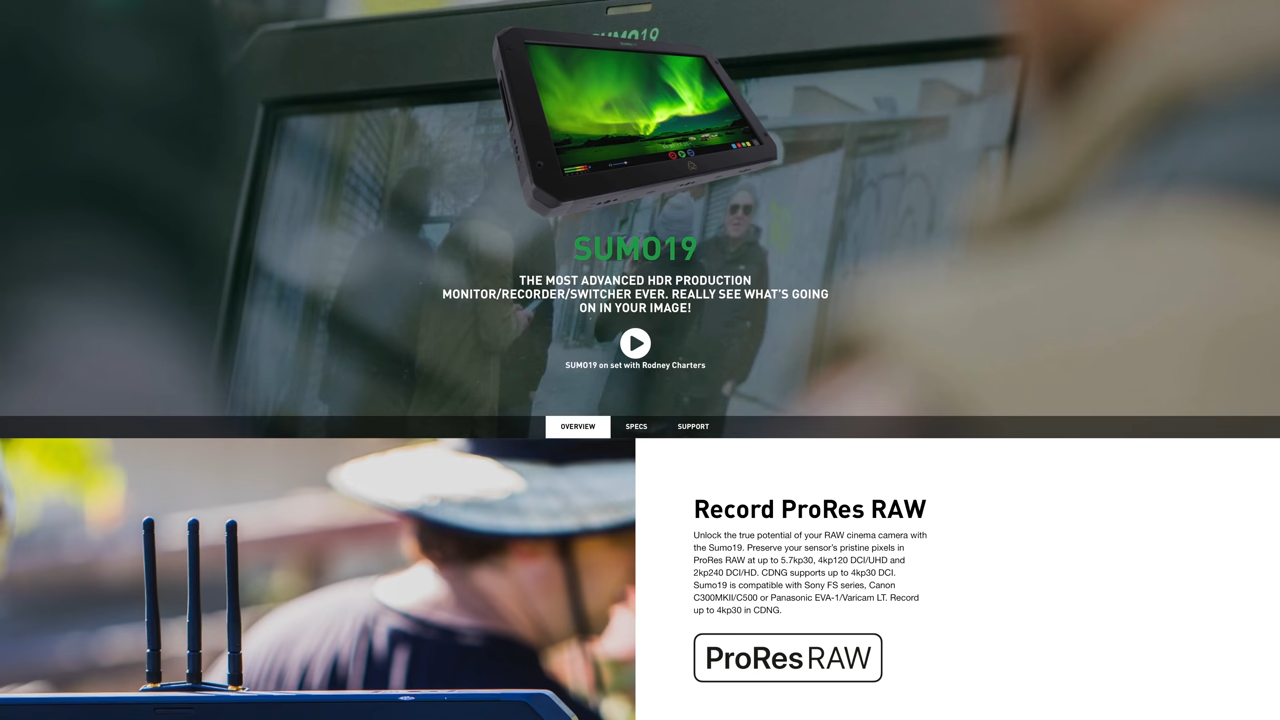 SUMO19
SUMO19
THE MOST ADVANCED HDR PRODUCTION
MONITOR/RECORDER/SWITCHER EVER. REALLY SEE WHAT'S GOING
ON IN YOUR IMAGE!
SUMO19 on set with Rodney Charters
OVERVIEW
SPECS
SUPPORT
Record ProRes RAW
Unlock the true potential of your RAW cinema camera with
the Sumo19. Preserve your sensor's pristine pixels in
ProRes RAW at up to 5.7kp30, 4kp120 DCI/UHD and
2kp240 DCI/HD. CDNG supports up to 4kp30 DCI.
Sumo19 is compatible with Sony FS series, Canon
C300MKII/C500 or Panasonic EVA-1/Varicam LT. Record
up to 4kp30 in CDNG.
ProRes RAW